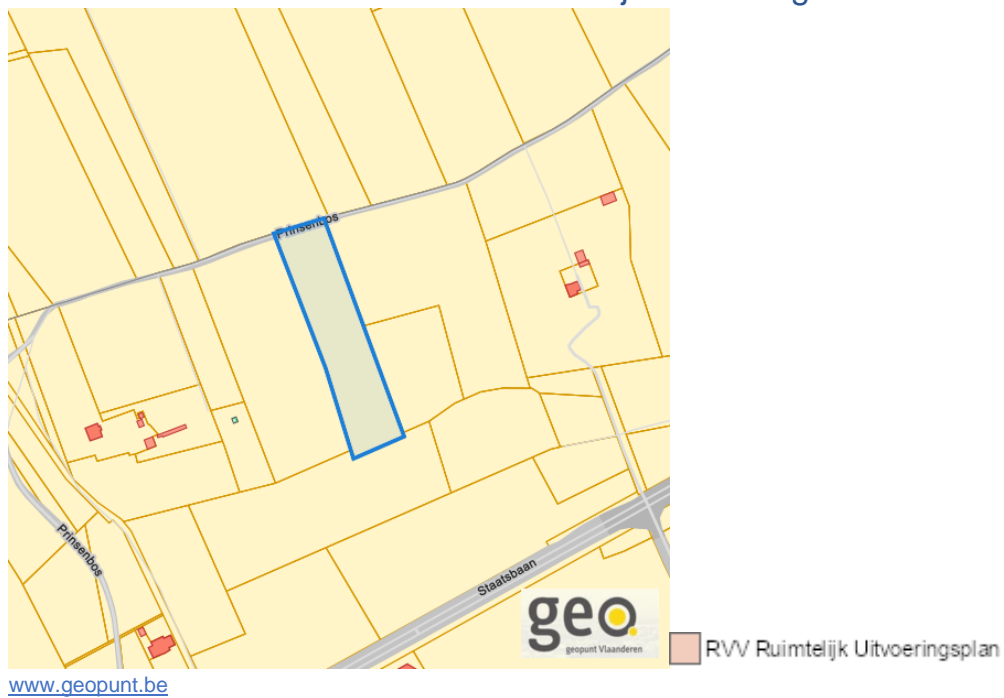 Prinsenbos
Prinsenbos
Staatsbaan
geo.
geopunt Vlaanderen
RVV Ruimtelijk Uitvoeringsplan
www.geopunt.be